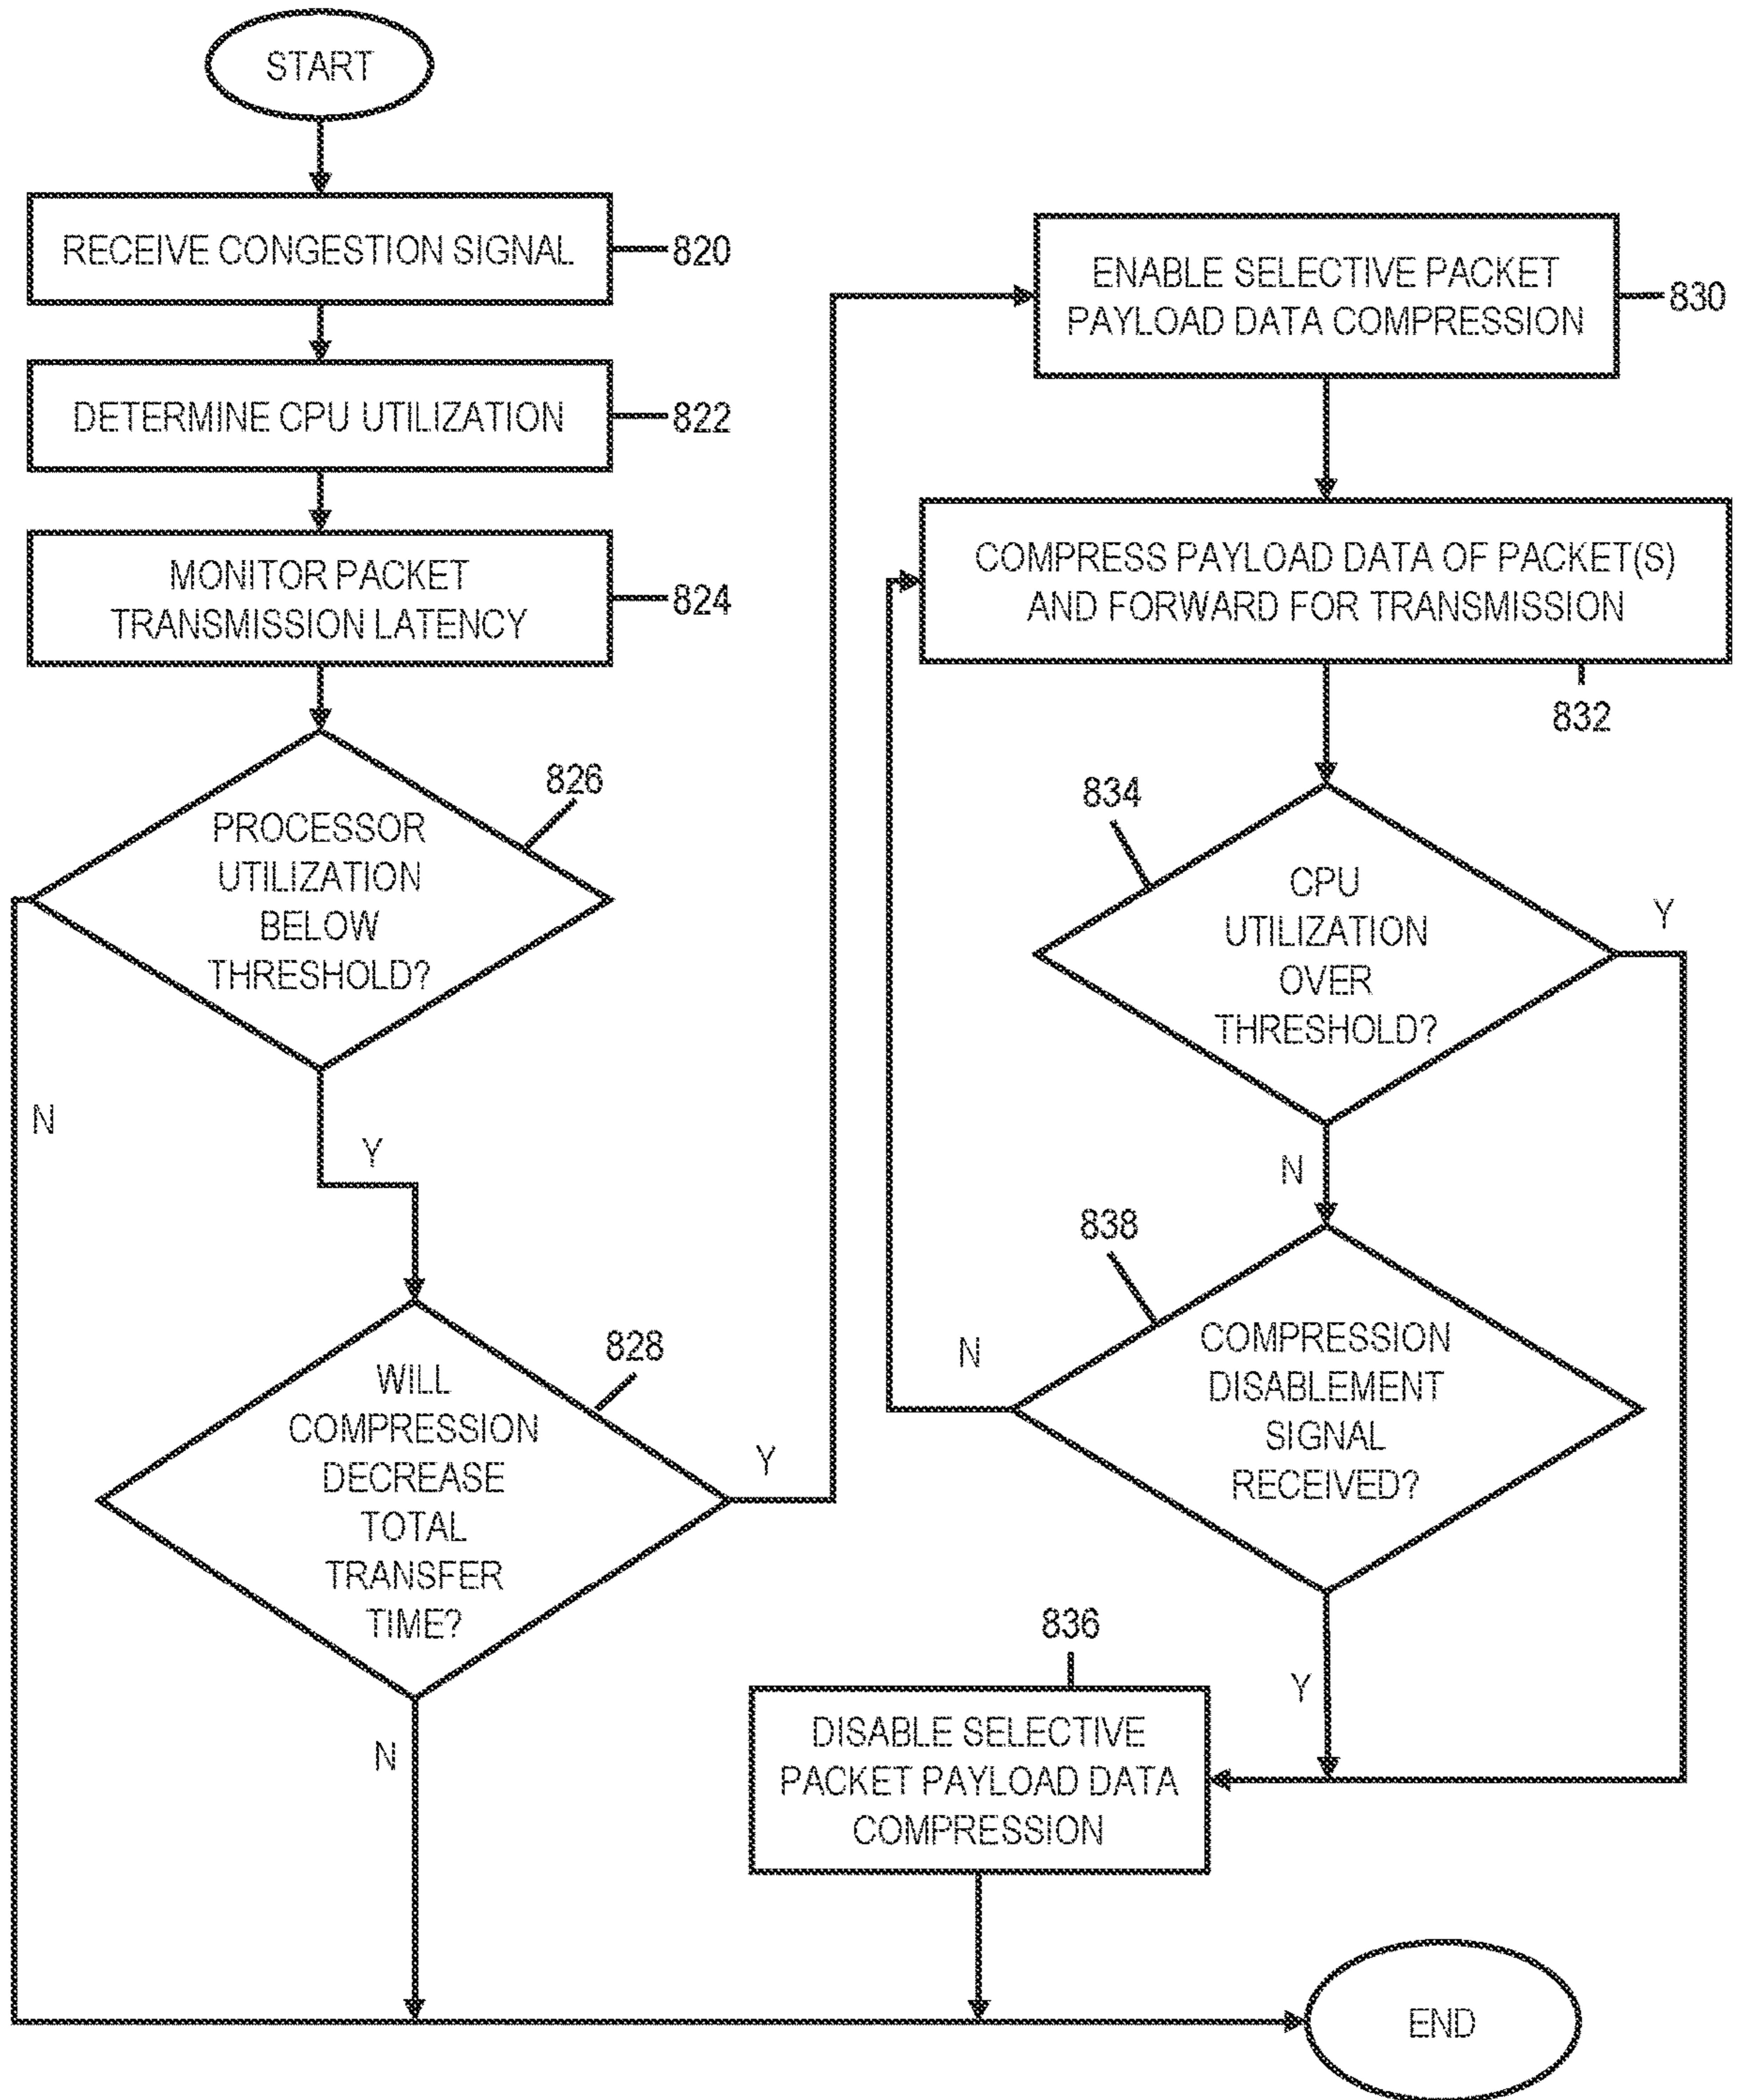 START
RECEIVE CONGESTION SIGNAL
820
DETERMINE CPU UTILIZATION
822
MONITOR PACKET
TRANSMISSION LATENCY
824
826
PROCESSOR
UTILIZATION
BELOW
THRESHOLD?
N
Y
828
WILL
COMPRESSION
DECREASE
TOTAL
TRANSFER
TIME?
Y
N
ENABLE SELECTIVE PACKET
PAYLOAD DATA COMPRESSION
830
COMPRESS PAYLOAD DATA OF PACKET(S)
AND FORWARD FOR TRANSMISSION
832
834
CPU
UTILIZATION
OVER
THRESHOLD?
Y
N
838
COMPRESSION
DISABLEMENT
SIGNAL
RECEIVED?
N
Y
836
DISABLE SELECTIVE
PACKET PAYLOAD DATA
COMPRESSION
END